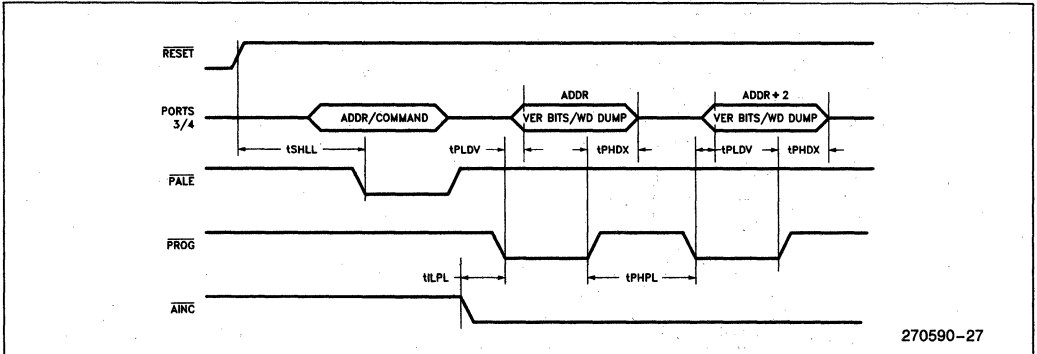 RESET
PORTS
3/4
ADDR/COMMAND
ADDR
VER BITS/WD DUMP
ADDR+2
VER BITS/WD DUMP
tSHLL
tPLDV
tPHDX
tPLDV
tPHDX
PALE
PROG
tILPL
tPHPL
AINC
270590-27